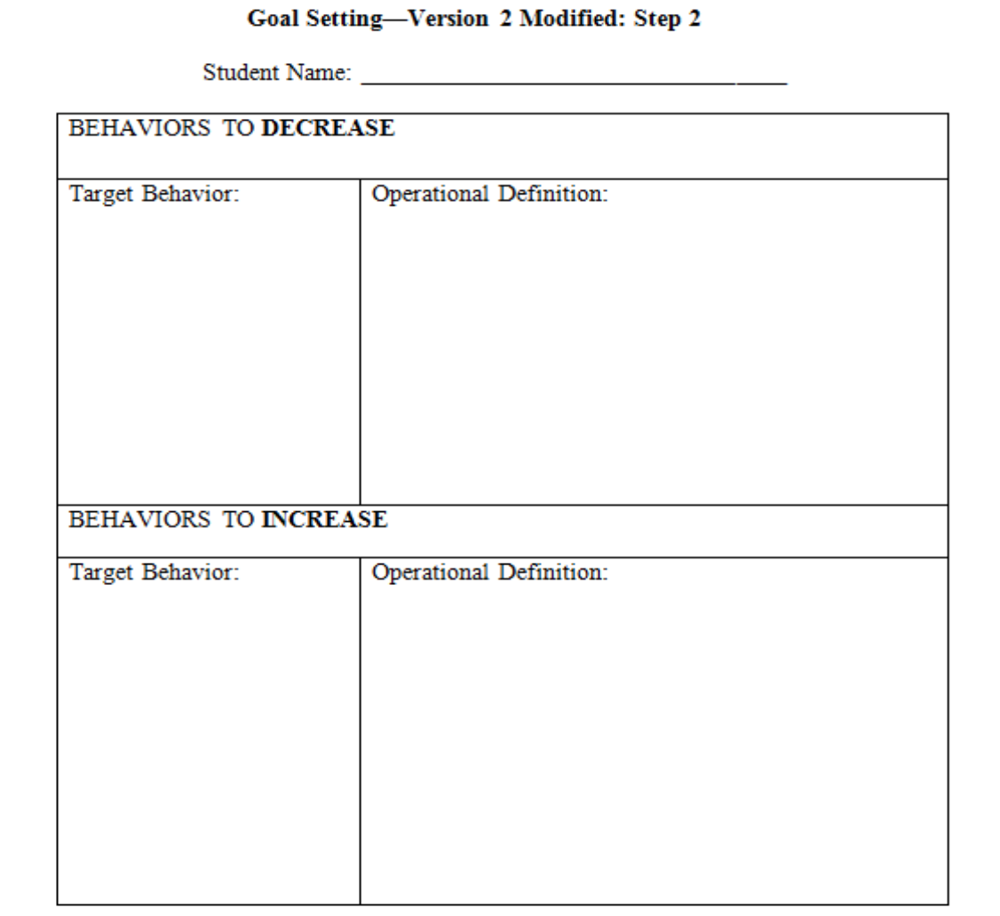 Goal Setting—Version 2 Modified: Step 2
Student Name: ___________________________________
BEHAVIORS TO DECREASE
Target Behavior:
Operational Definition:
BEHAVIORS TO INCREASE
Target Behavior:
Operational Definition: